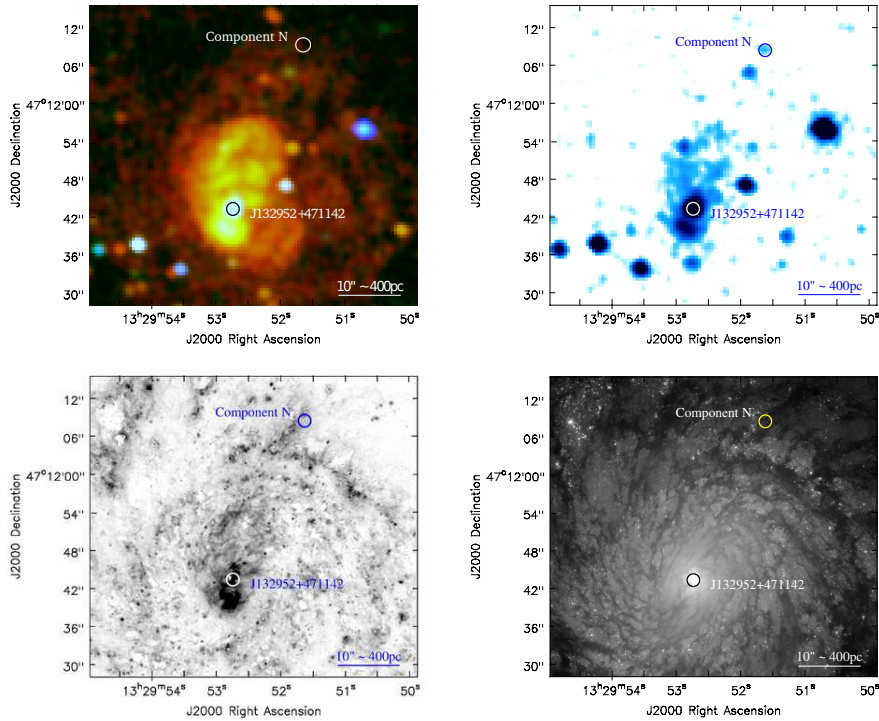 12''
06''
47°12'00''
54''
48''
42''
36''
30''
J2000 Declination
Component N
J132952+471142
10'' ~ 400pc
13ʰ29ᵐ54ˢ
53ˢ
52ˢ
51ˢ
50ˢ
J2000 Right Ascension
12''
06''
47°12'00''
54''
48''
42''
36''
30''
J2000 Declination
Component N
J132952+471142
10'' ~ 400pc
13ʰ29ᵐ54ˢ
53ˢ
52ˢ
51ˢ
50ˢ
J2000 Right Ascension
12''
06''
47°12'00''
54''
48''
42''
36''
30''
J2000 Declination
Component N
J132952+471142
10'' ~ 400pc
13ʰ29ᵐ54ˢ
53ˢ
52ˢ
51ˢ
50ˢ
J2000 Right Ascension
12''
06''
47°12'00''
54''
48''
42''
36''
30''
J2000 Declination
Component N
J132952+471142
10'' ~ 400pc
13ʰ29ᵐ54ˢ
53ˢ
52ˢ
51ˢ
50ˢ
J2000 Right Ascension